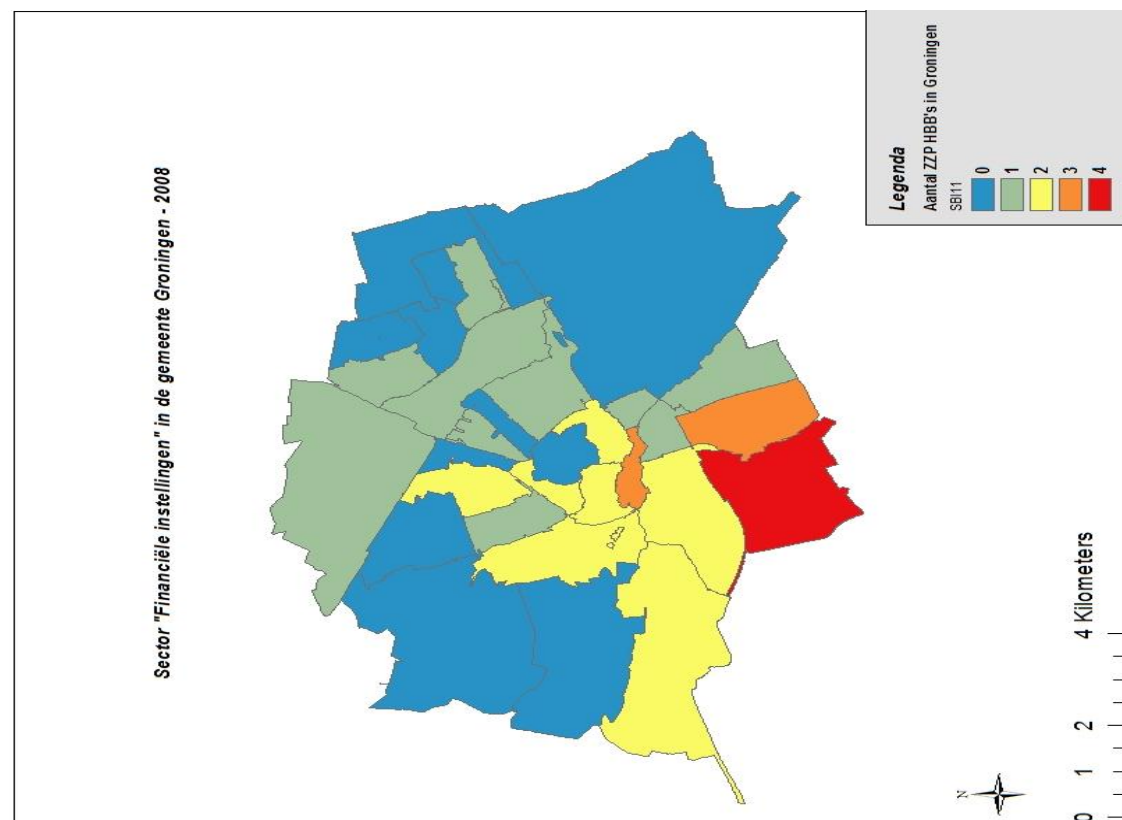 Sector "Financiële instellingen" in de gemeente Groningen - 2008
Legenda
Aantal ZZP HBB's in Groningen
SBI11
0
1
2
3
4
N
0 1 2 4 Kilometers